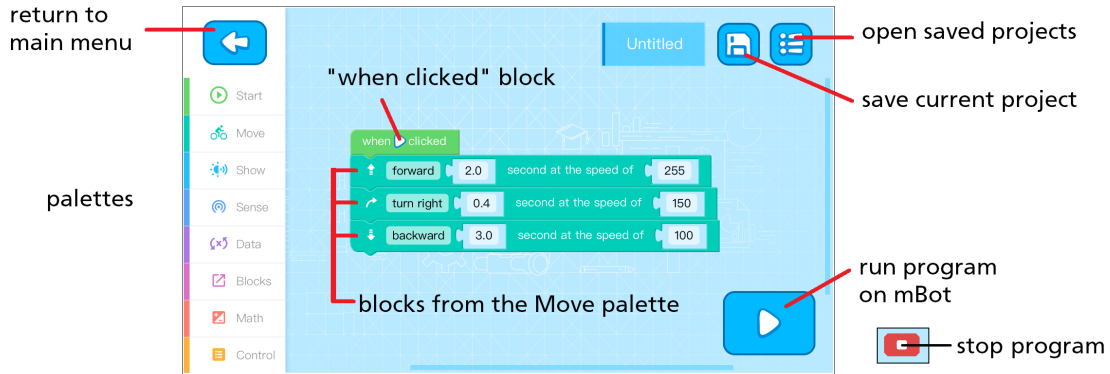 return to
main menu
Untitled
open saved projects
save current project
"when clicked" block
palettes
Start
Move
Show
Sense
Data
Blocks
Math
Control
when clicked
forward 2.0 second at the speed of 255
turn right 0.4 second at the speed of 150
backward 3.0 second at the speed of 100
blocks from the Move palette
run program
on mBot
stop program